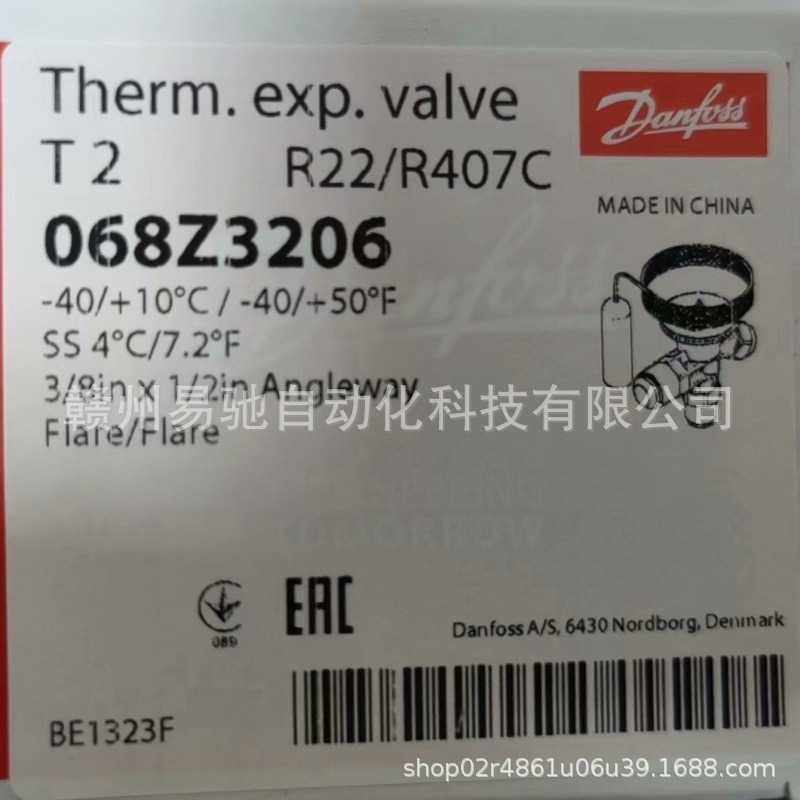 Therm. exp. valve
Danfoss
T 2 R22/R407C
MADE IN CHINA
068Z3206
-40/+10°C / -40/+50°F
SS 4°C/7.2°F
3/8in x 1/2in Angleway
赣州易驰自动化科技有限公司
Flare/Flare
089
EAC
Danfoss A/S, 6430 Nordborg, Denmark
BE1323F
shop02r4861u06u39.1688.com